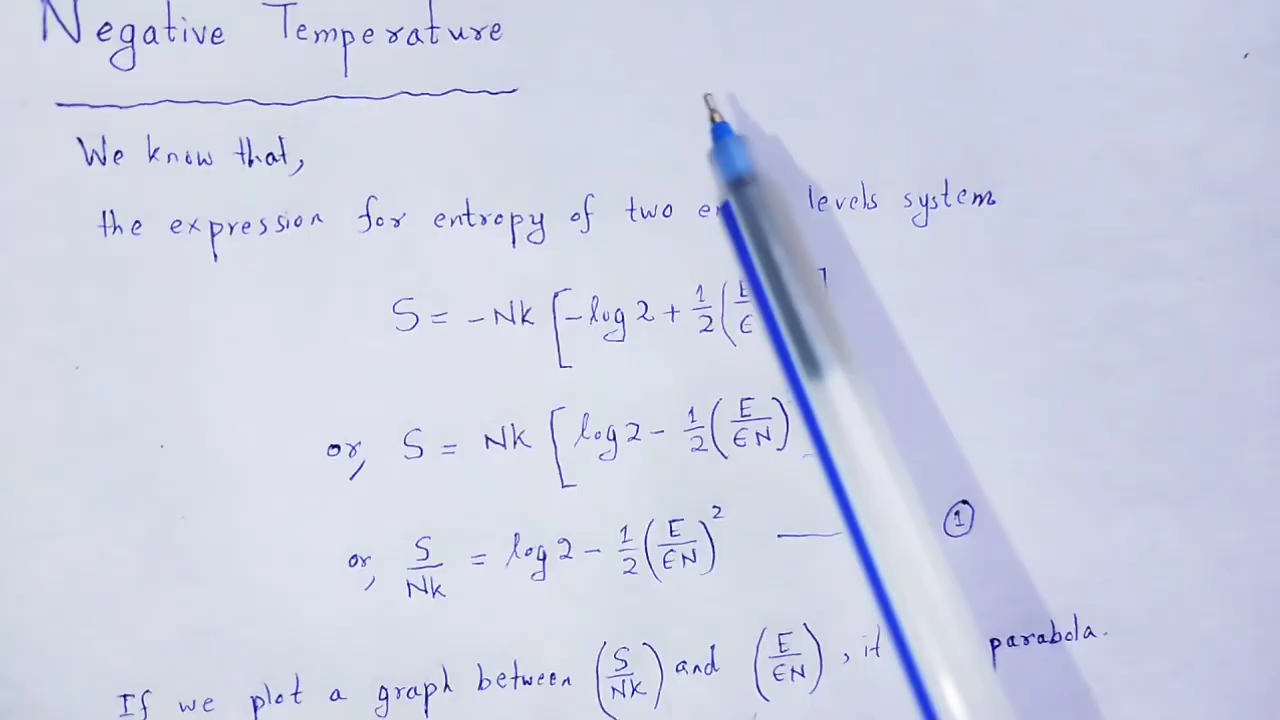 Negative Temperature
We know that,
the expression for entropy of two levels system
S = -Nk [-log 2 + 1/2 (
or, S = Nk [log 2 - 1/2 (E/ϵN)
or, S/Nk = log 2 - 1/2 (E/ϵN)² — ①
If we plot a graph between (S/Nk) and (E/ϵN), it parabola.